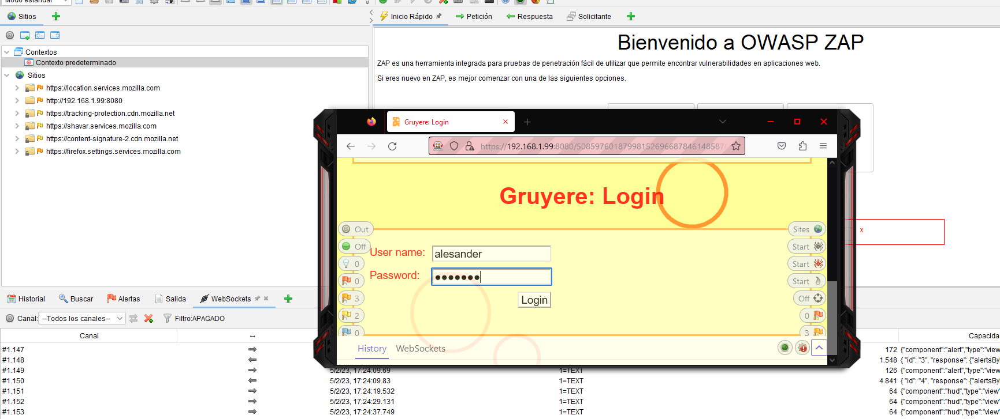 Modo estándar
Sitios
Inicio Rápido
Petición
Respuesta
Solicitante
Bienvenido a OWASP ZAP
ZAP es una herramienta integrada para pruebas de penetración fácil de utilizar que permite encontrar vulnerabilidades en aplicaciones web.
Si eres nuevo en ZAP, es mejor comenzar con una de las siguientes opciones.
Contextos
Contexto predeterminado
Sitios
https://location.services.mozilla.com
http://192.168.1.99:8080
https://tracking-protection.cdn.mozilla.net
https://shavar.services.mozilla.com
https://content-signature-2.cdn.mozilla.net
https://firefox.settings.services.mozilla.com
Gruyere: Login
https://192.168.1.99:8080/
Gruyere: Login
Out
Off
0
0
3
2
0
User name: alesander
Password:
Login
Sites
Start
Start
Start
Off
0
3
x
History WebSockets
Historial
Buscar
Alertas
Salida
WebSockets
Canal: --Todos los canales--
Filtro:APAGADO
Canal
Capacida
#1.147 172 {"component":"alert","type":"view
#1.148 1.548 { "id": "3", "response": {"alertsBy
#1.149 5/2/23, 17:24:09.69 1=TEXT 126 {"component":"alert","type":"view
#1.150 5/2/23, 17:24:09.83 1=TEXT 4.841 { "id": "4", "response": {"alertsBy
#1.151 5/2/23, 17:24:19.532 1=TEXT 64 {"component":"hud","type":"view"
#1.152 5/2/23, 17:24:29.131 1=TEXT 64 {"component":"hud","type":"view"
#1.153 5/2/23, 17:24:37.749 1=TEXT 64 {"component":"hud","type":"view"